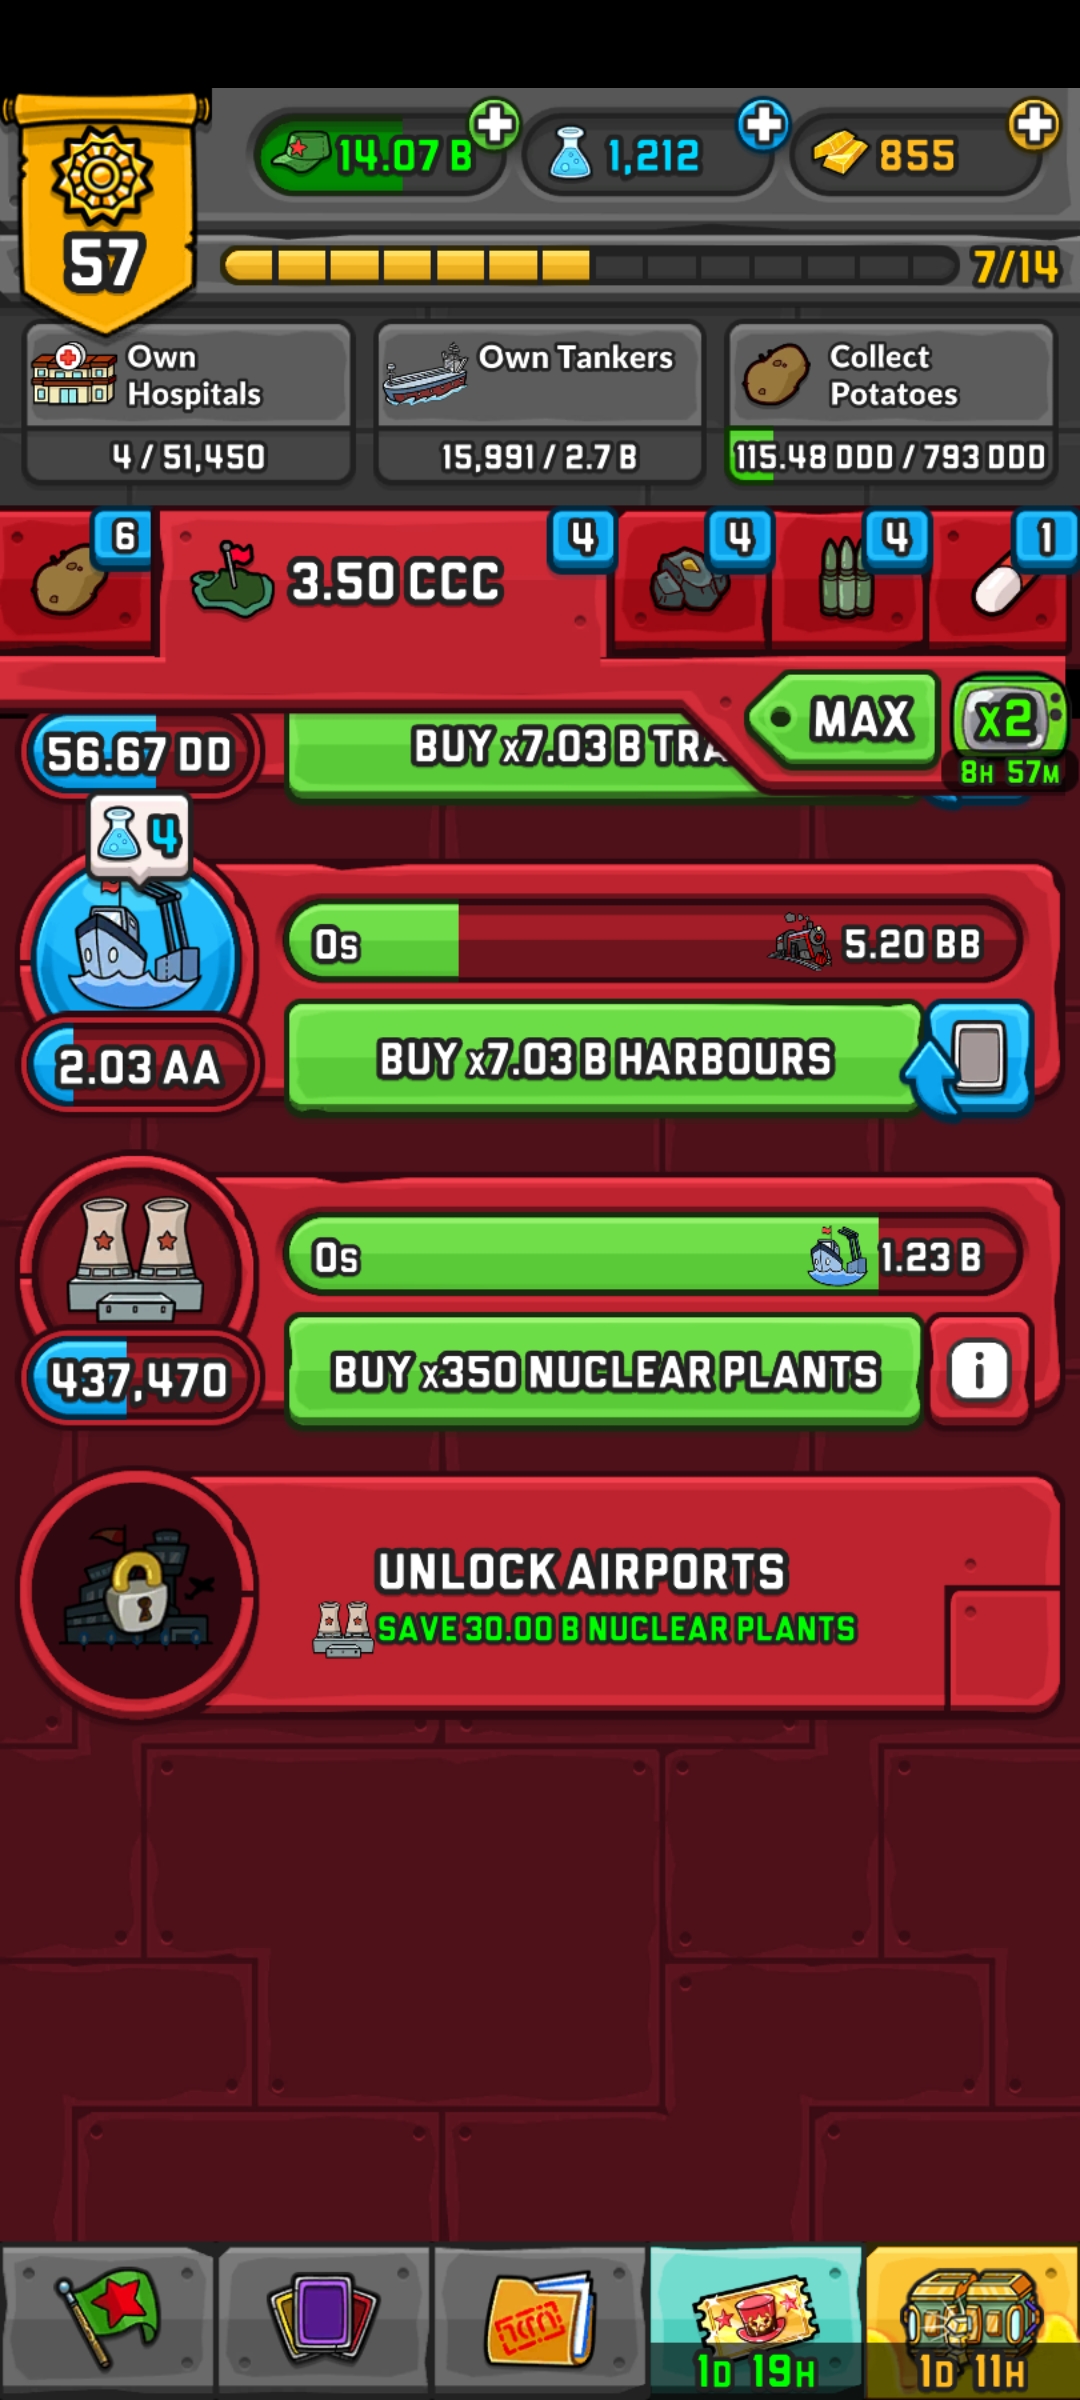 14.07 B
1,212
855
57
7/14
Own
Hospitals
4 / 51,450
Own Tankers
15,991 / 2.7 B
Collect
Potatoes
115.48 DDD / 793 DDD
6
3.50 CCC
4
4
4
1
MAX
x2
8H 57M
56.67 DD
BUY x7.03 B
4
0s
5.20 BB
2.03 AA
BUY x7.03 B HARBOURS
0s
1.23 B
437,470
BUY x350 NUCLEAR PLANTS
i
UNLOCK AIRPORTS
SAVE 30.00 B NUCLEAR PLANTS
1D 19H
1D 11H